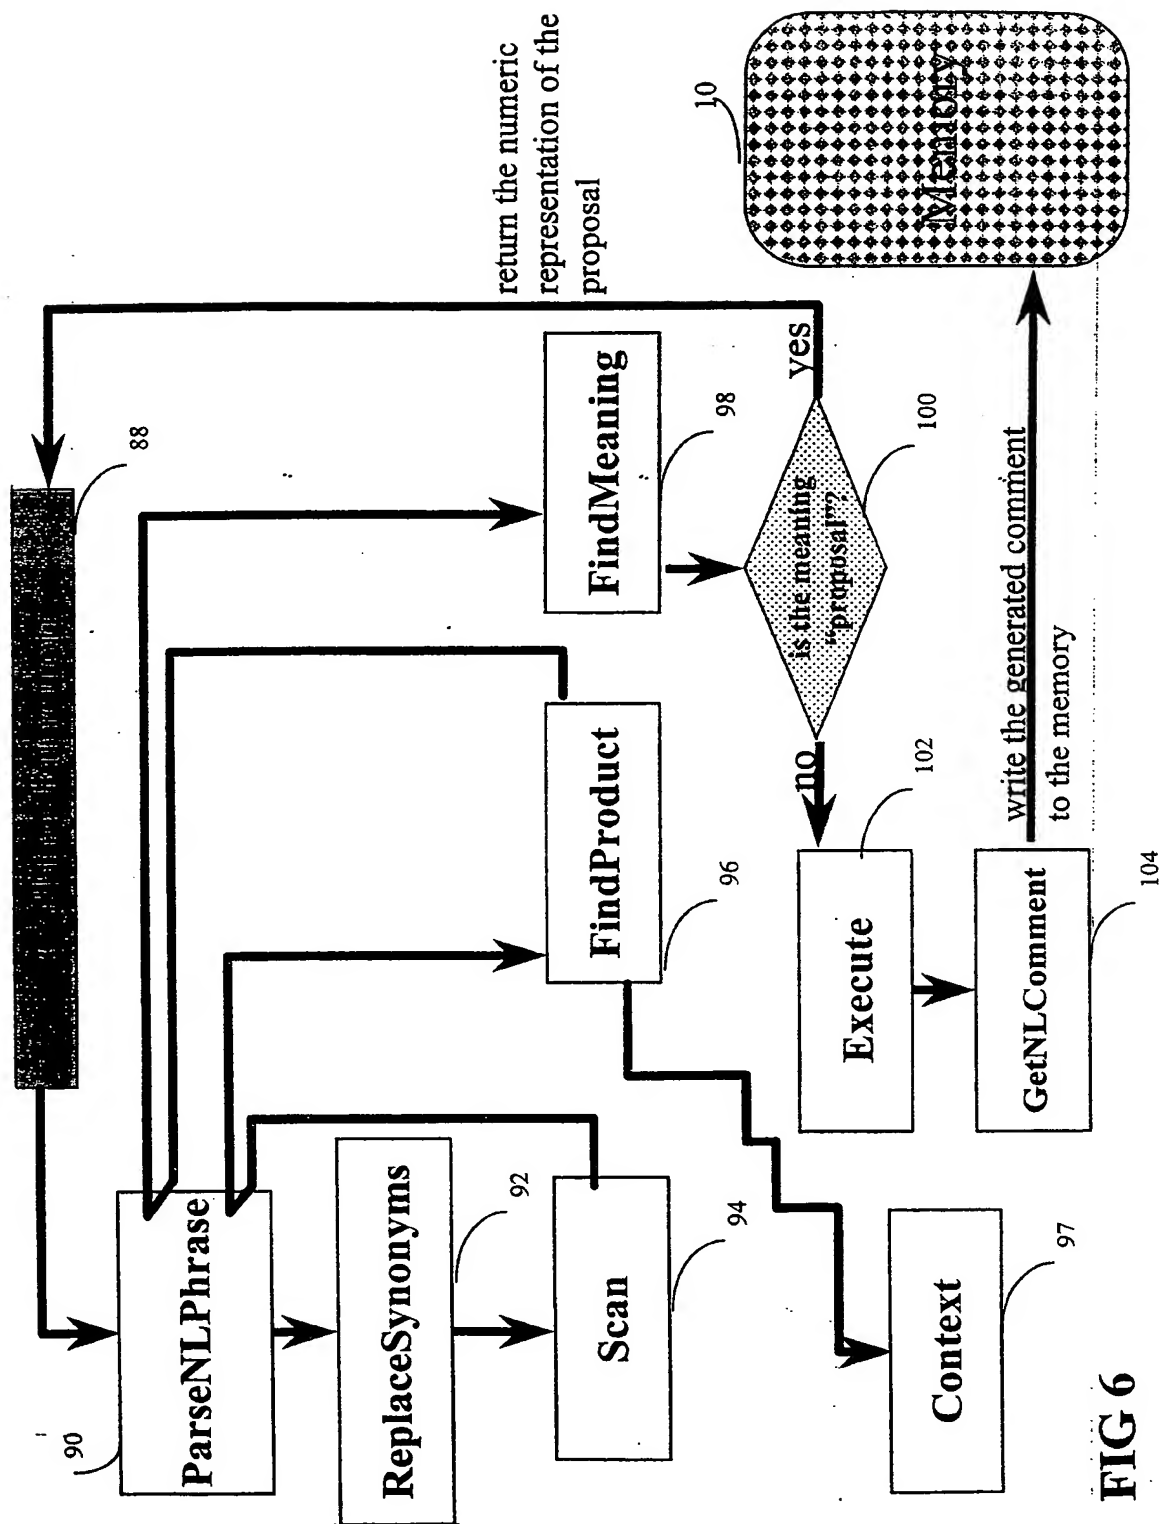 88
90
ParseNLPhrase
ReplaceSynonyms
92
Scan
94
FindProduct
96
Context
97
FindMeaning
98
is the meaning
"proposal"?
100
yes
return the numeric
representation of the
proposal
no
Execute
102
GetNLComment
104
write the generated comment
to the memory
10
Memory
FIG 6